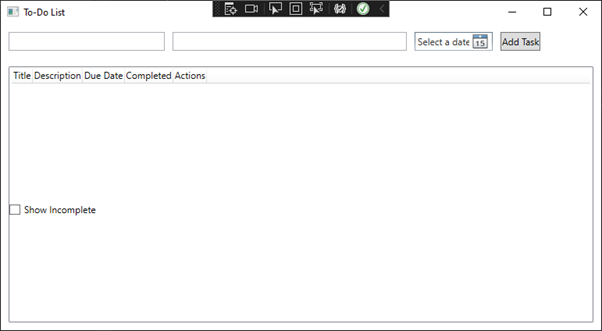 To-Do List
Select a date 15 Add Task
Title Description Due Date Completed Actions
Show Incomplete